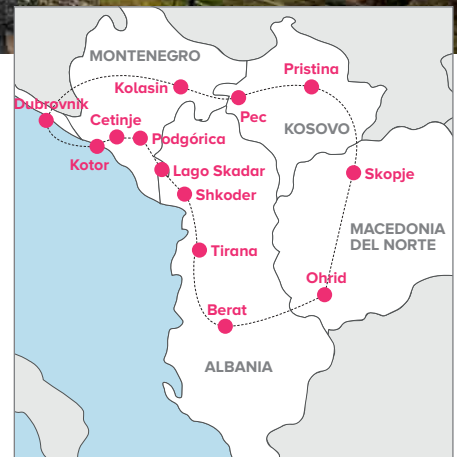 MONTENEGRO
Pristina
Kolasin
Dubrovnik
Cetinje
Pec
KOSOVO
Podgórica
Kotor
Lago Skadar
Skopje
Shkoder
MACEDONIA
DEL NORTE
Tirana
Ohrid
Berat
ALBANIA